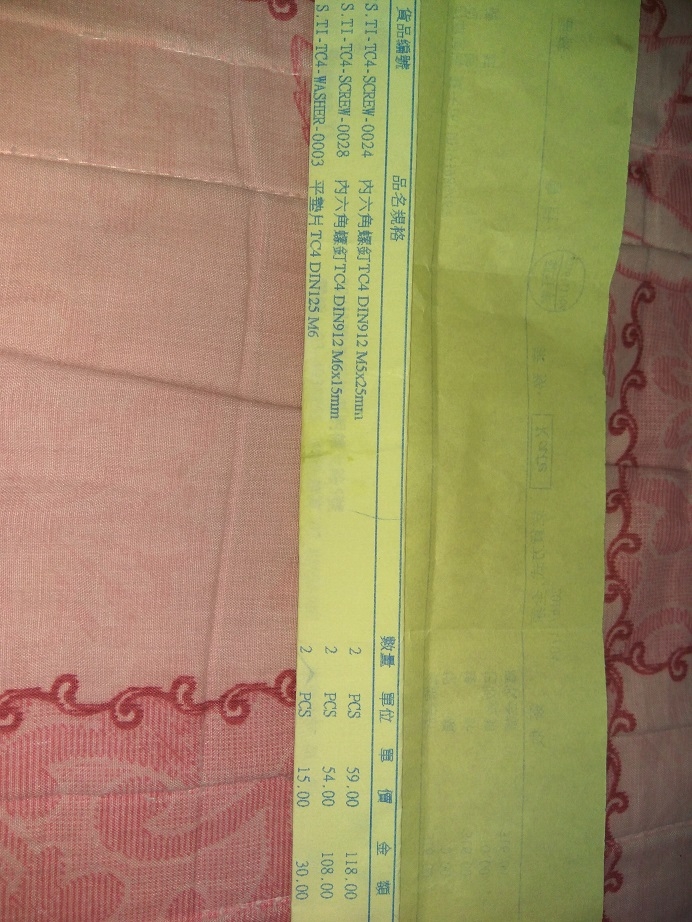 貨品編號 品名規格 數量 單位 單價 金額
S.TI-TC4-SCREW-0024 內六角螺釘TC4 DIN912 M5x25mm 2 PCS 59.00 118.00
S.TI-TC4-SCREW-0028 內六角螺釘TC4 DIN912 M6x15mm 2 PCS 54.00 108.00
S.TI-TC4-WASHER-0003 平墊片TC4 DIN125 M6 2 PCS 15.00 30.00